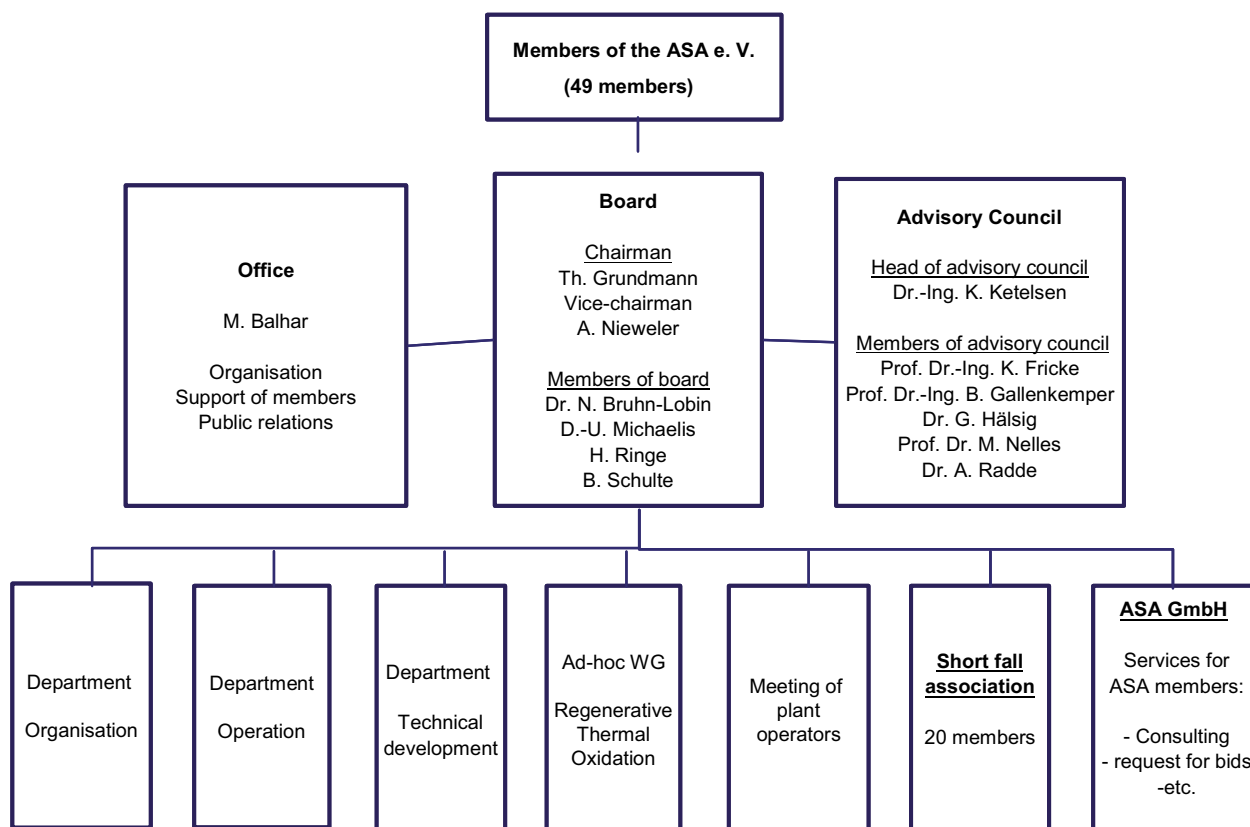 Members of the ASA e. V.
(49 members)
Office
M. Balhar
Organisation
Support of members
Public relations
Board
Chairman
Th. Grundmann
Vice-chairman
A. Nieweler
Members of board
Dr. N. Bruhn-Lobin
D.-U. Michaelis
H. Ringe
B. Schulte
Advisory Council
Head of advisory council
Dr.-Ing. K. Ketelsen
Members of advisory council
Prof. Dr.-Ing. K. Fricke
Prof. Dr.-Ing. B. Gallenkemper
Dr. G. Hälsig
Prof. Dr. M. Nelles
Dr. A. Radde
Department
Organisation
Department
Operation
Department
Technical
development
Ad-hoc WG
Regenerative
Thermal
Oxidation
Meeting of
plant
operators
Short fall
association
20 members
ASA GmbH
Services for
ASA members:
- Consulting
- request for bids
-etc.